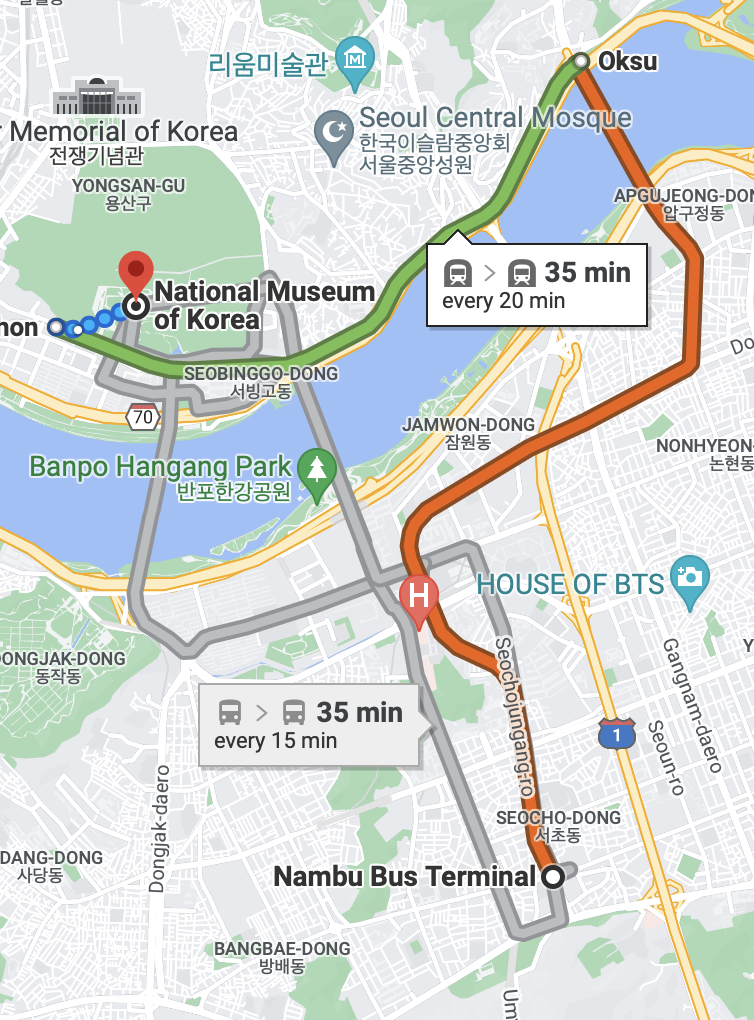 Oksu
리움미술관
Seoul Central Mosque
한국이슬람중앙회
서울중앙성원
r Memorial of Korea
전쟁기념관
YONGSAN-GU
용산구
APGUJEONG-DON
압구정동
35 min
every 20 min
National Museum
of Korea
non
SEOBINGGO-DONG
서빙고동
70
JAMWON-DONG
잠원동
Do
NONHYEON-
논현동
Banpo Hangang Park
반포한강공원
HOUSE OF BTS
H
ONGJAK-DONG
동작동
Seochojungang-ro
Gangnam-daero
Y
35 min
every 15 min
1
Seoun-ro
Dongjak-daero
SEOCHO-DONG
서초동
DANG-DONG
사당동
Nambu Bus Terminal
BANGBAE-DONG
방배동
Um